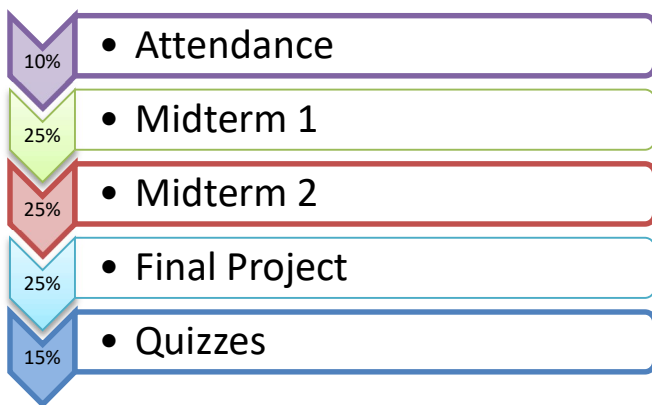 10% • Attendance
25% • Midterm 1
25% • Midterm 2
25% • Final Project
15% • Quizzes